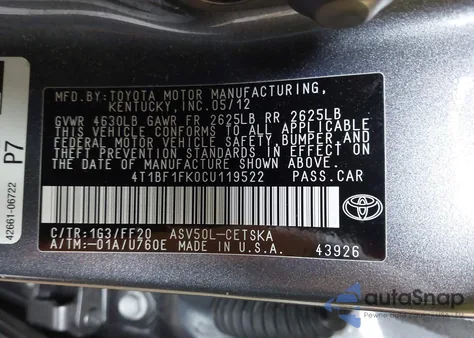 MFD.BY:TOYOTA MOTOR MANUFACTURING,
KENTUCKY, INC.05/12
GVWR 4630LB GAWR FR 2625LB RR 2625LB
THIS VEHICLE CONFORMS TO ALL APPLICABLE
FEDERAL MOTOR VEHICLE SAFETY BUMPER, AND
THEFT PREVENTION STANDARDS IN EFFECT ON
THE DATE OF MANUFACTURE SHOWN ABOVE.
4T1BF1FK0CU119522 PASS.CAR
C/TR:1G3/FF20 ASV50L-CETSKA
A/TM:-01A/U760E MADE IN U.S.A. 43926
42661-06722
P7
autoSnap